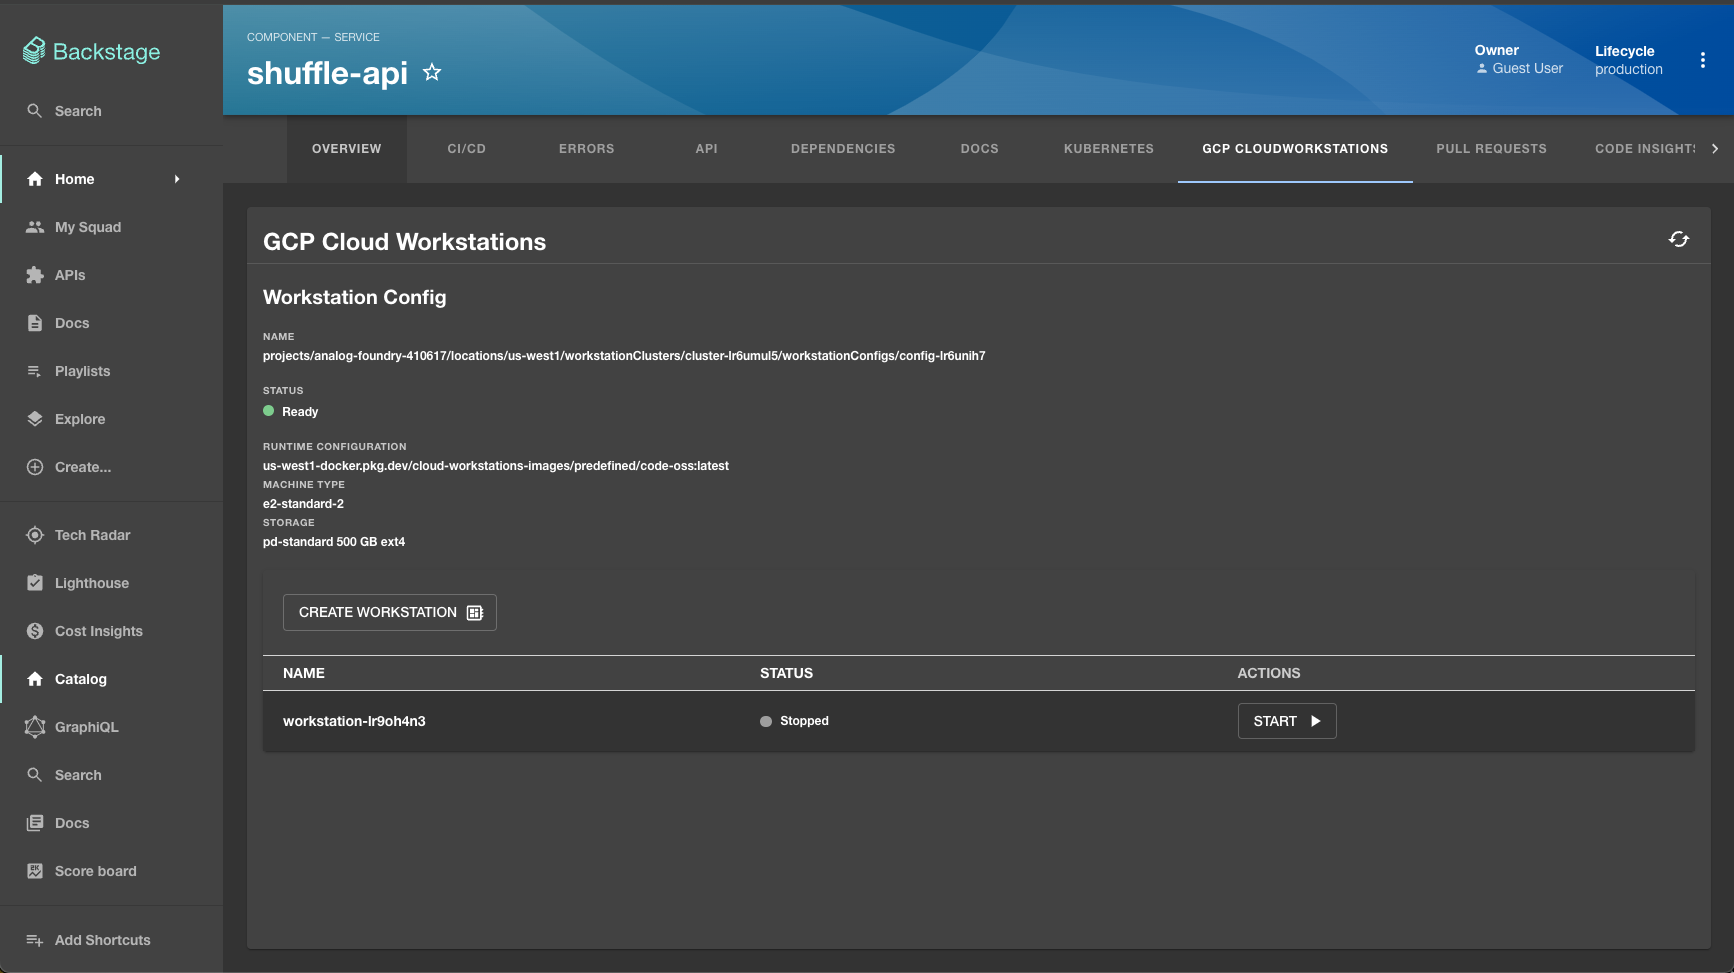 Backstage
Search
Home
My Squad
APIs
Docs
Playlists
Explore
Create...
Tech Radar
Lighthouse
Cost Insights
Catalog
GraphiQL
Search
Docs
Score board
Add Shortcuts
COMPONENT — SERVICE
shuffle-api
Owner
Guest User
Lifecycle
production
OVERVIEW
CI/CD
ERRORS
API
DEPENDENCIES
DOCS
KUBERNETES
GCP CLOUDWORKSTATIONS
PULL REQUESTS
CODE INSIGHTS
GCP Cloud Workstations
Workstation Config
NAME
projects/analog-foundry-410617/locations/us-west1/workstationClusters/cluster-lr6umul5/workstationConfigs/config-lr6unih7
STATUS
Ready
RUNTIME CONFIGURATION
us-west1-docker.pkg.dev/cloud-workstations-images/predefined/code-oss:latest
MACHINE TYPE
e2-standard-2
STORAGE
pd-standard 500 GB ext4
CREATE WORKSTATION
NAME STATUS ACTIONS
workstation-lr9oh4n3 Stopped START